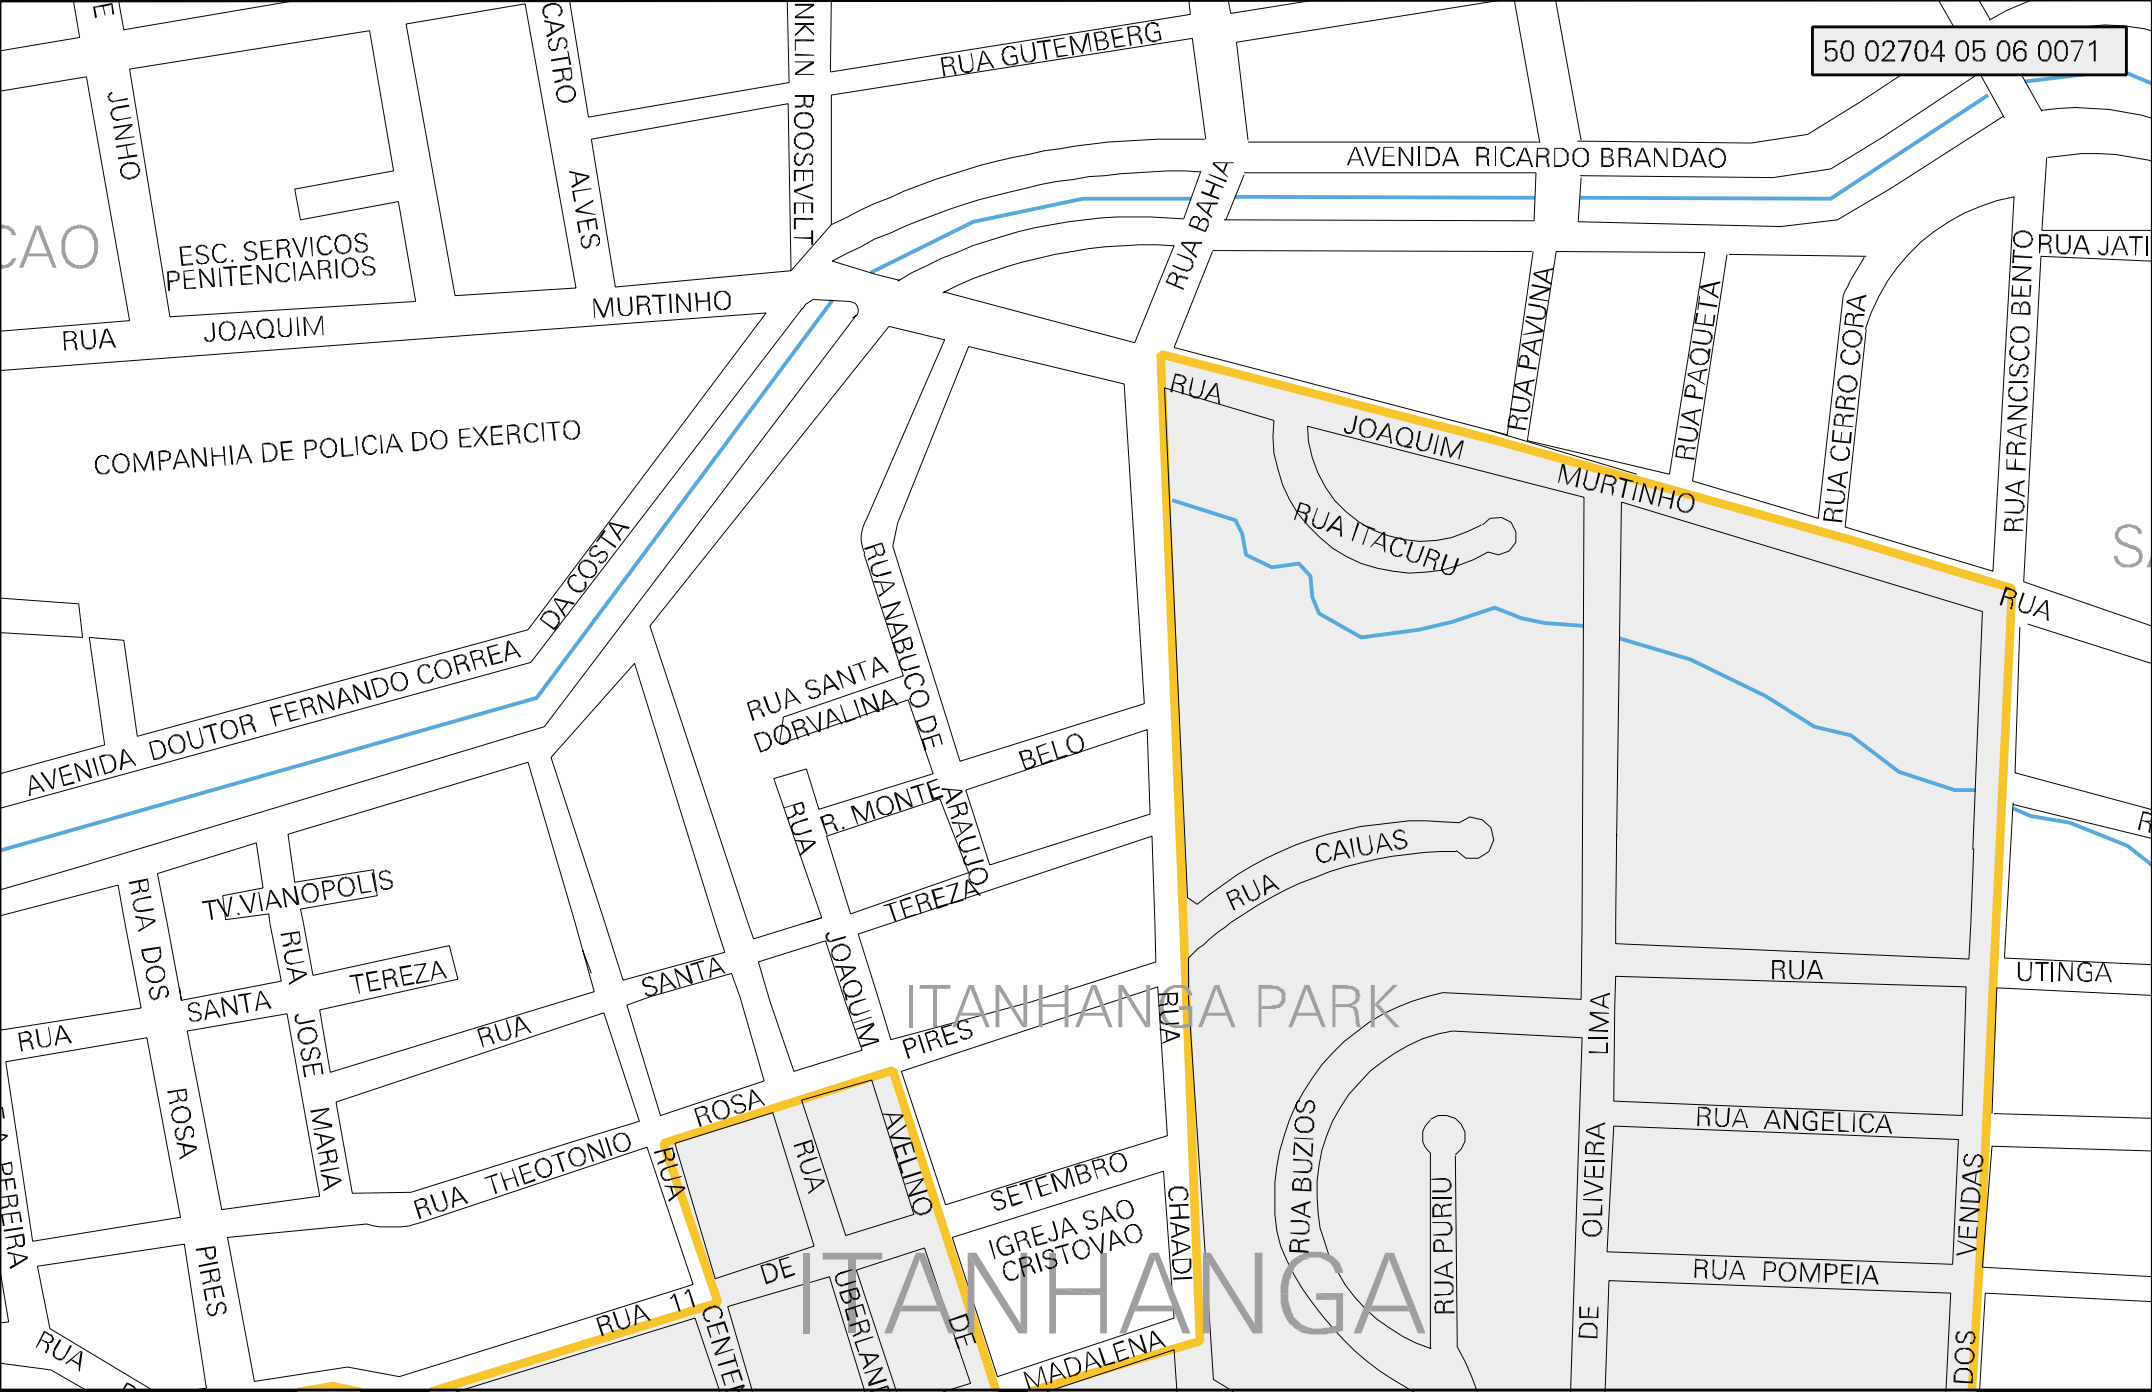 50 02704 05 06 0071
E
CASTRO
NKLIN ROOSEVELT
RUA GUTEMBERG
JUNHO
ALVES
AVENIDA RICARDO BRANDAO
RUA BAHIA
CAO
ESC. SERVICOS
PENITENCIARIOS
RUA JATI
RUA JOAQUIM MURTINHO
RUA PAVUNA
RUA PAQUETA
RUA CERRO CORA
RUA FRANCISCO BENTO
RUA JOAQUIM MURTINHO
RUA
COMPANHIA DE POLICIA DO EXERCITO
RUA ITACURU
AVENIDA DOUTOR FERNANDO CORREA DA COSTA
RUA NABUCO DE ARAUJO
RUA SANTA
DORVALINA
R. MONTE BELO
RUA JOAQUIM
RUA CAIUAS
TV.VIANOPOLIS
RUA DOS
RUA JOSE MARIA
TEREZA
SANTA
RUA
RUA SANTA TEREZA
PIRES
ITANHANGA PARK
RUA CHAADI
RUA UTINGA
LIMA
OLIVEIRA
DE
ROSA
PIRES
PEREIRA
RUA THEOTONIO ROSA PIRES
RUA ANGELICA
RUA BUZIOS
RUA PURIU
VENDAS
DOS
RUA POMPEIA
RUA AVELINO DE
RUA
UBERLAN
RUA
CENTEN
RUA 11 DE SETEMBRO
IGREJA SAO
CRISTOVAO
ITANHANGA
MADALENA
RUA